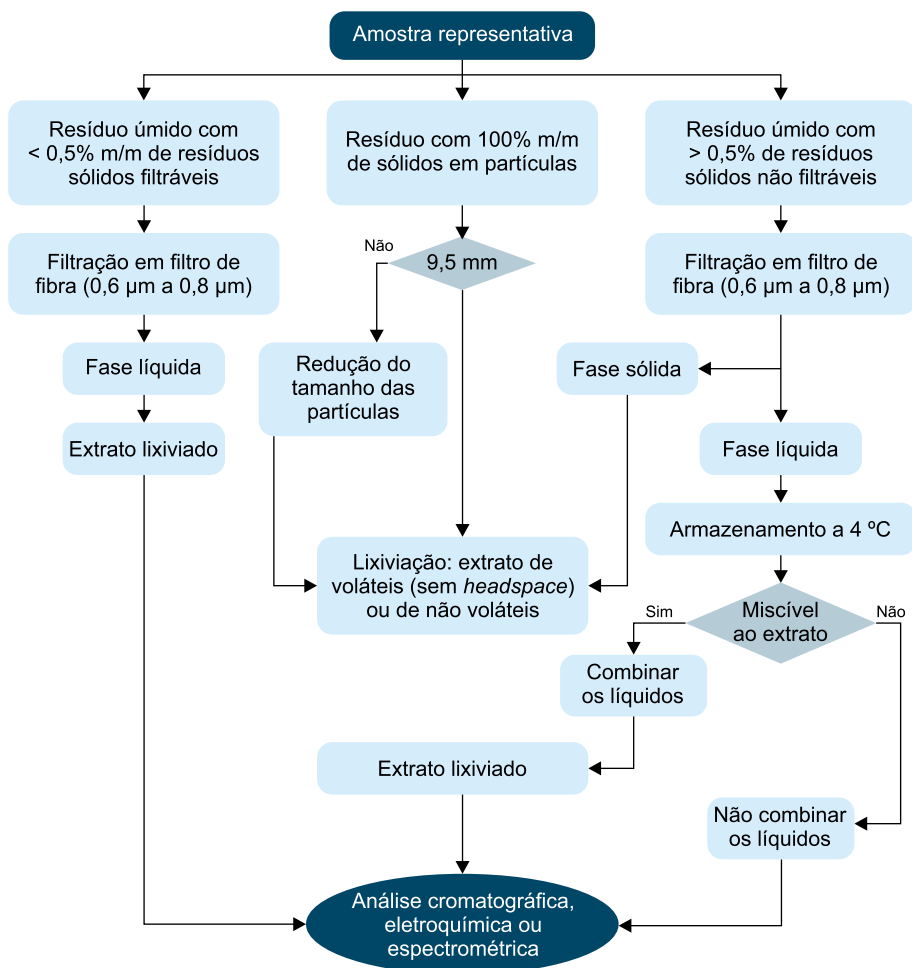 Amostra representativa
Resíduo úmido com
< 0,5% m/m de resíduos
sólidos filtráveis
Resíduo com 100% m/m
de sólidos em partículas
Resíduo úmido com
> 0,5% de resíduos
sólidos não filtráveis
Filtração em filtro de
fibra (0,6 µm a 0,8 µm)
Não
9,5 mm
Filtração em filtro de
fibra (0,6 µm a 0,8 µm)
Fase líquida
Redução do
tamanho das
partículas
Fase sólida
Extrato lixiviado
Fase líquida
Armazenamento a 4 ºC
Lixiviação: extrato de
voláteis (sem headspace)
ou de não voláteis
Sim
Miscível
ao extrato
Não
Combinar
os líquidos
Extrato lixiviado
Não combinar
os líquidos
Análise cromatográfica,
eletroquímica ou
espectrométrica